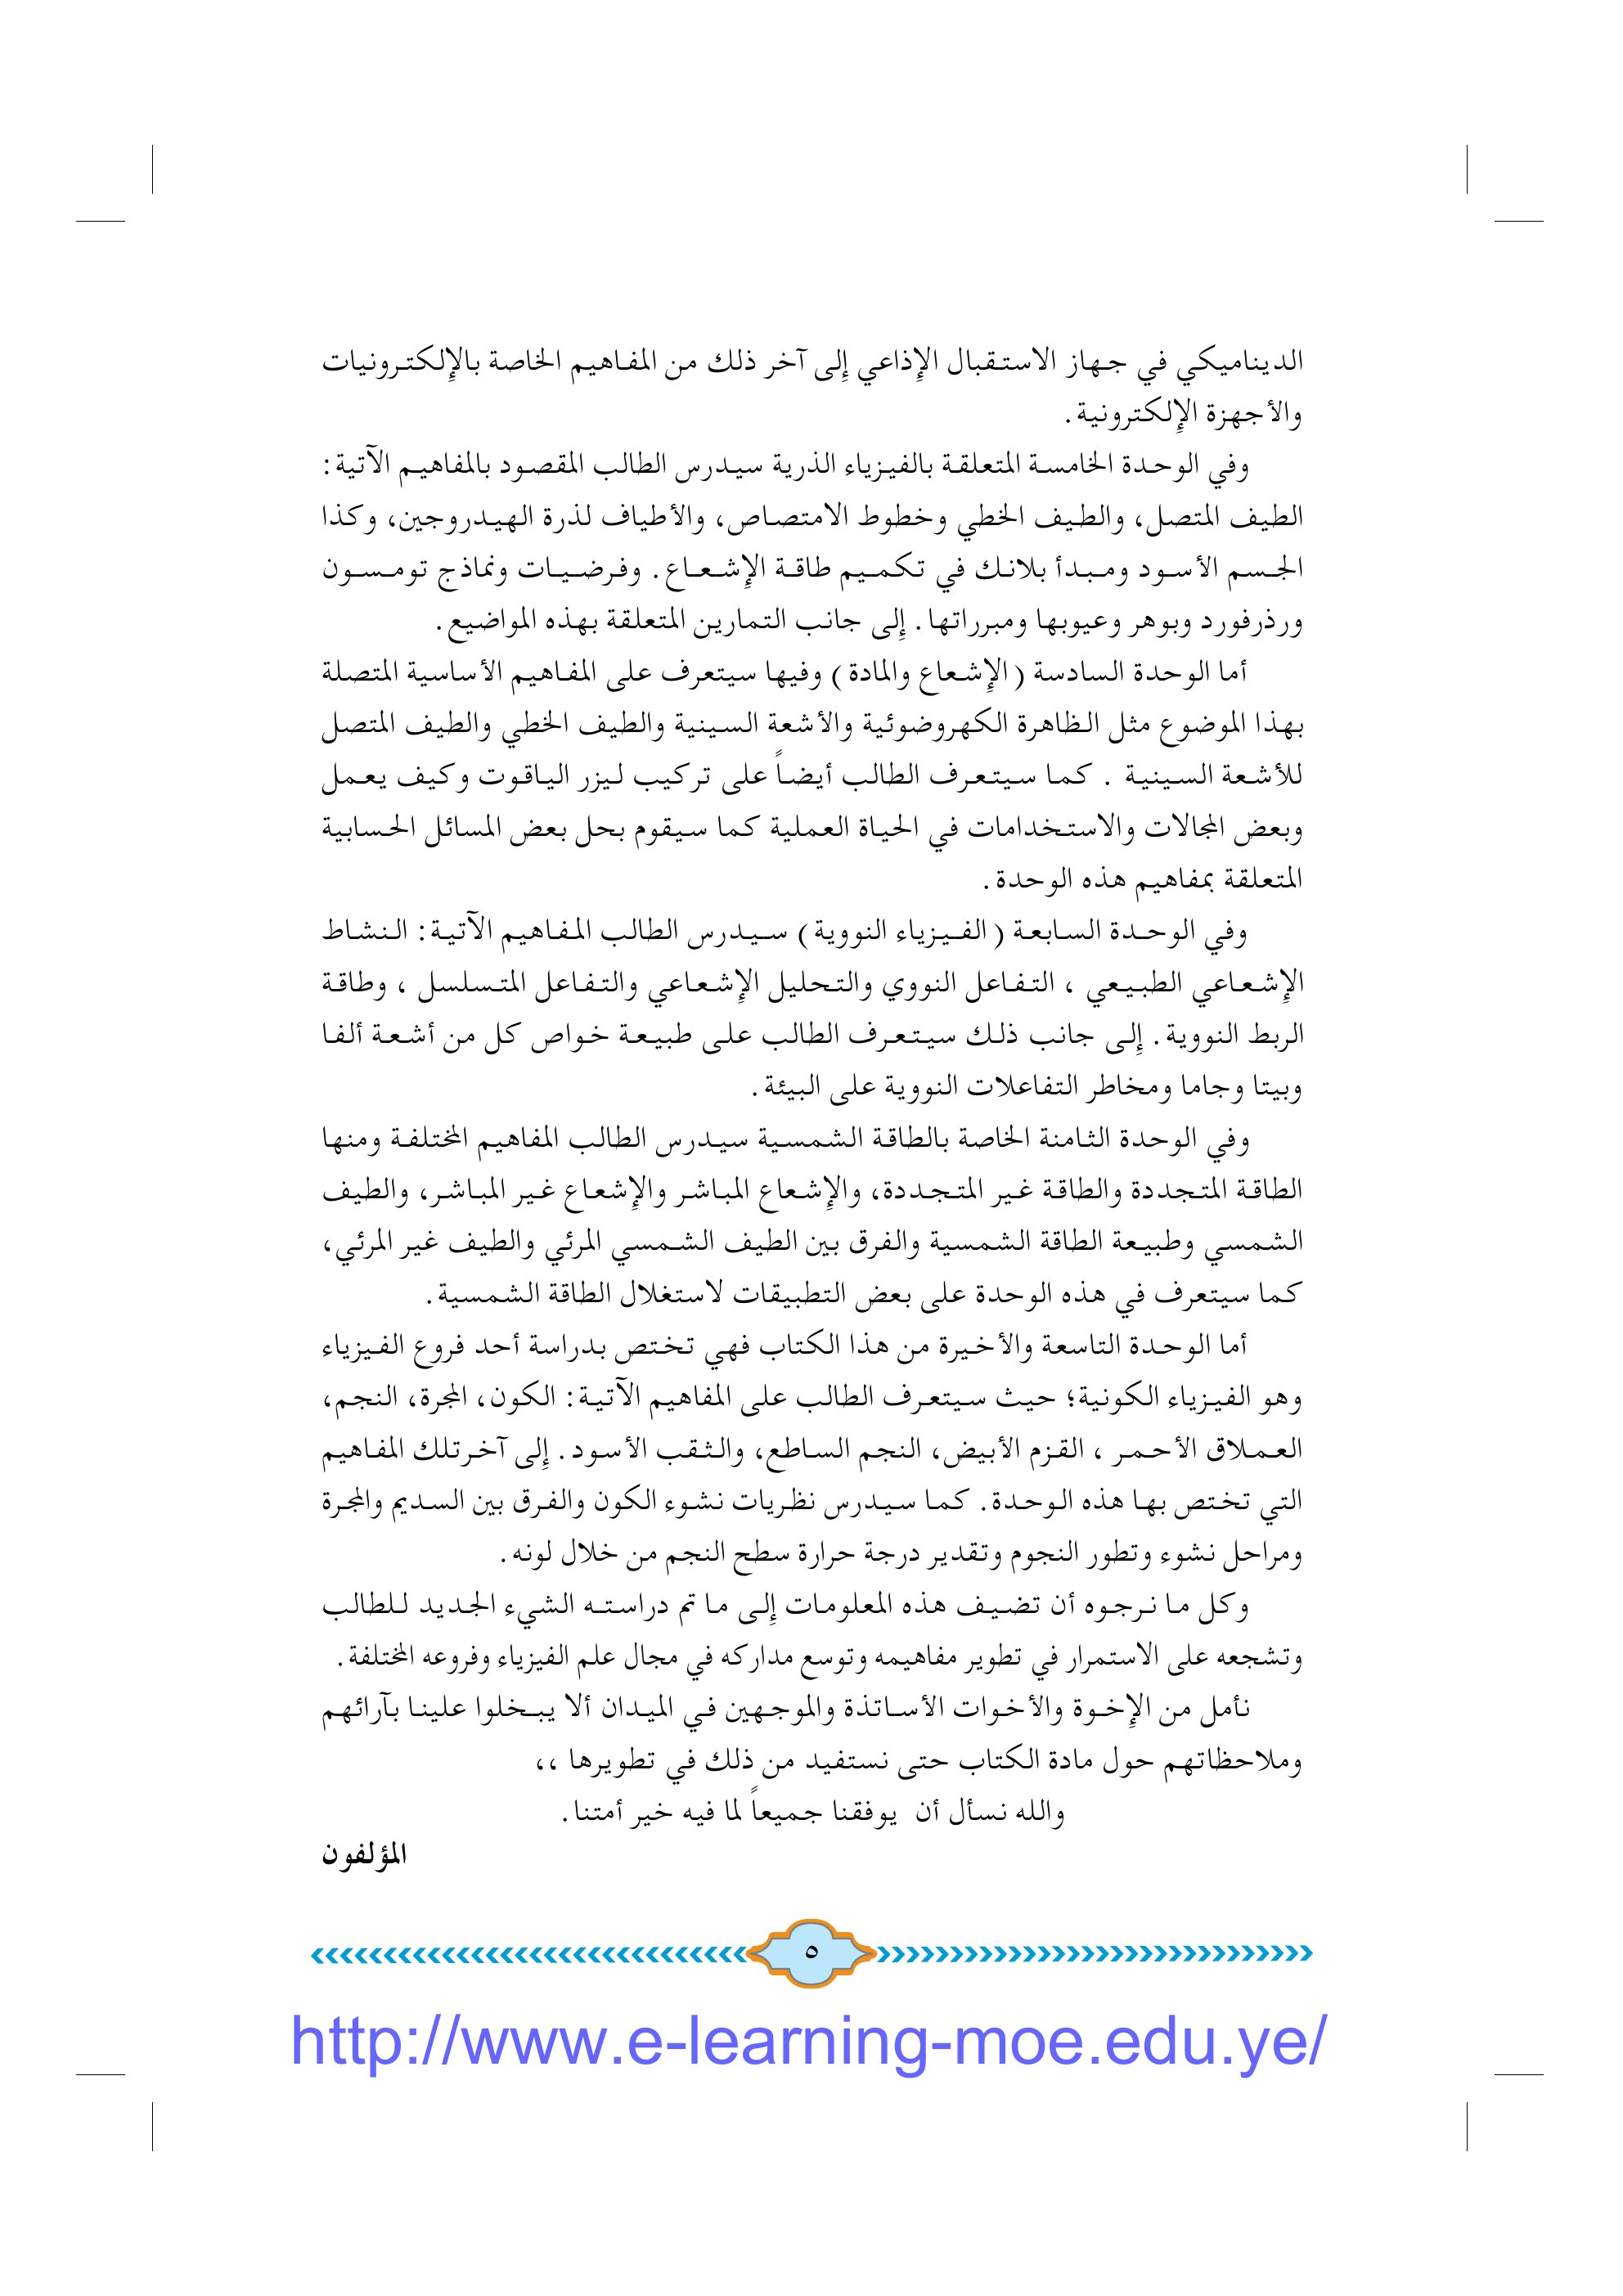 الديناميكي في جهاز الاستقبال الإذاعي إلى آخر ذلك من المفاهيم الخاصة بالإلكترونيات
والأجهزة الإلكترونية.
وفي الوحدة الخامسة المتعلقة بالفيزياء الذرية سيدرس الطالب المقصود بالمفاهيم الآتية:
الطيف المتصل، والطيف الخطي وخطوط الامتصاص، والأطياف لذرة الهيدروجين، وكذا
الجسم الأسود ومبدأ بلانك في تكميم طاقة الإشعاع. وفرضيات ونماذج تومسون
ورذرفورد وبوهر وعيوبها ومبرراتها. إلى جانب التمارين المتعلقة بهذه المواضيع.
أما الوحدة السادسة (الإشعاع والمادة) وفيها سيتعرف على المفاهيم الأساسية المتصلة
بهذا الموضوع مثل الظاهرة الكهروضوئية والأشعة السينية والطيف الخطي والطيف المتصل
للأشعة السينية . كما سيتعرف الطالب أيضاً على تركيب ليزر الياقوت وكيف يعمل
وبعض المجالات والاستخدامات في الحياة العملية كما سيقوم بحل بعض المسائل الحسابية
المتعلقة بمفاهيم هذه الوحدة.
وفي الوحدة السابعة (الفيزياء النووية) سيدرس الطالب المفاهيم الآتية: النشاط
الإشعاعي الطبيعي ، التفاعل النووي والتحليل الإشعاعي والتفاعل المتسلسل ، وطاقة
الربط النووية. إلى جانب ذلك سيتعرف الطالب على طبيعة خواص كل من أشعة ألفا
وبيتا وجاما ومخاطر التفاعلات النووية على البيئة.
وفي الوحدة الثامنة الخاصة بالطاقة الشمسية سيدرس الطالب المفاهيم المختلفة ومنها
الطاقة المتجددة والطاقة غير المتجددة، والإشعاع المباشر والإشعاع غير المباشر، والطيف
الشمسي وطبيعة الطاقة الشمسية والفرق بين الطيف الشمسي المرئي والطيف غير المرئي،
كما سيتعرف في هذه الوحدة على بعض التطبيقات لاستغلال الطاقة الشمسية.
أما الوحدة التاسعة والأخيرة من هذا الكتاب فهي تختص بدراسة أحد فروع الفيزياء
وهو الفيزياء الكونية؛ حيث سيتعرف الطالب على المفاهيم الآتية: الكون، المجرة، النجم،
العملاق الأحمر ، القزم الأبيض، النجم الساطع، والثقب الأسود. إلى آخرتلك المفاهيم
التي تختص بها هذه الوحدة. كما سيدرس نظريات نشوء الكون والفرق بين السديم والمجرة
ومراحل نشوء وتطور النجوم وتقدير درجة حرارة سطح النجم من خلال لونه.
وكل ما نرجوه أن تضيف هذه المعلومات إلى ما تم دراسته الشيء الجديد للطالب
وتشجعه على الاستمرار في تطوير مفاهيمه وتوسع مداركه في مجال علم الفيزياء وفروعه المختلفة.
نأمل من الإخوة والأخوات الأساتذة والموجهين في الميدان ألا يبخلوا علينا بآرائهم
وملاحظاتهم حول مادة الكتاب حتى نستفيد من ذلك في تطويرها ،،
والله نسأل أن يوفقنا جميعاً لما فيه خير أمتنا.
المؤلفون
٥
http://www.e-learning-moe.edu.ye/